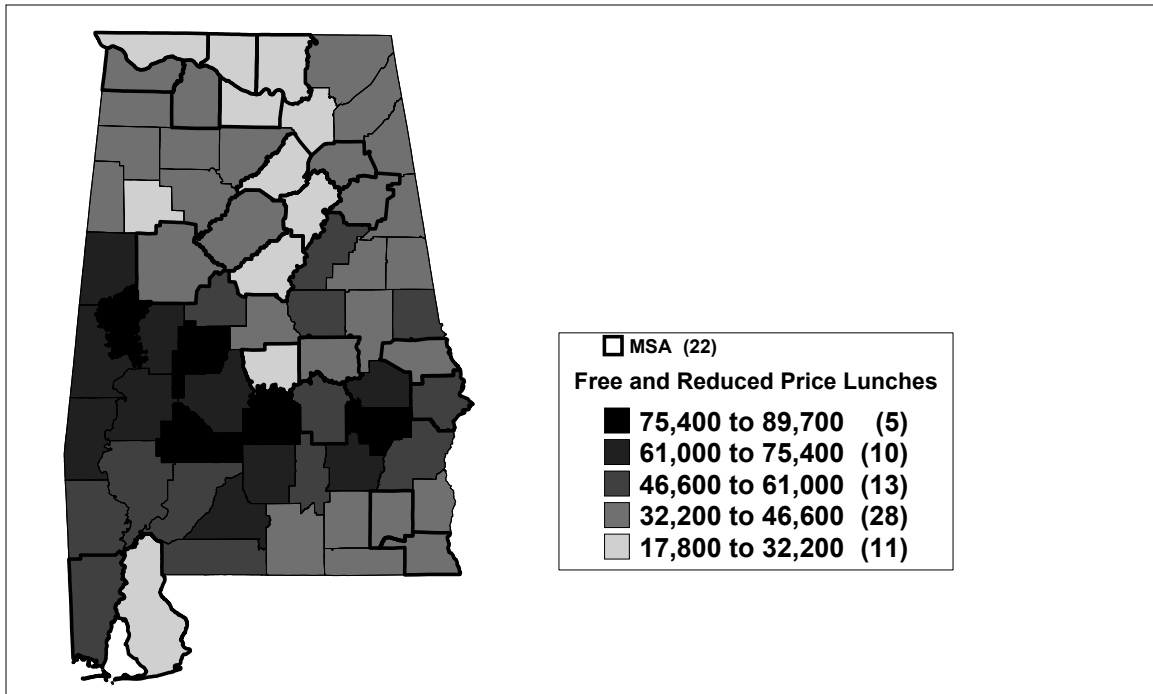 MSA (22)
Free and Reduced Price Lunches
75,400 to 89,700 (5)
61,000 to 75,400 (10)
46,600 to 61,000 (13)
32,200 to 46,600 (28)
17,800 to 32,200 (11)